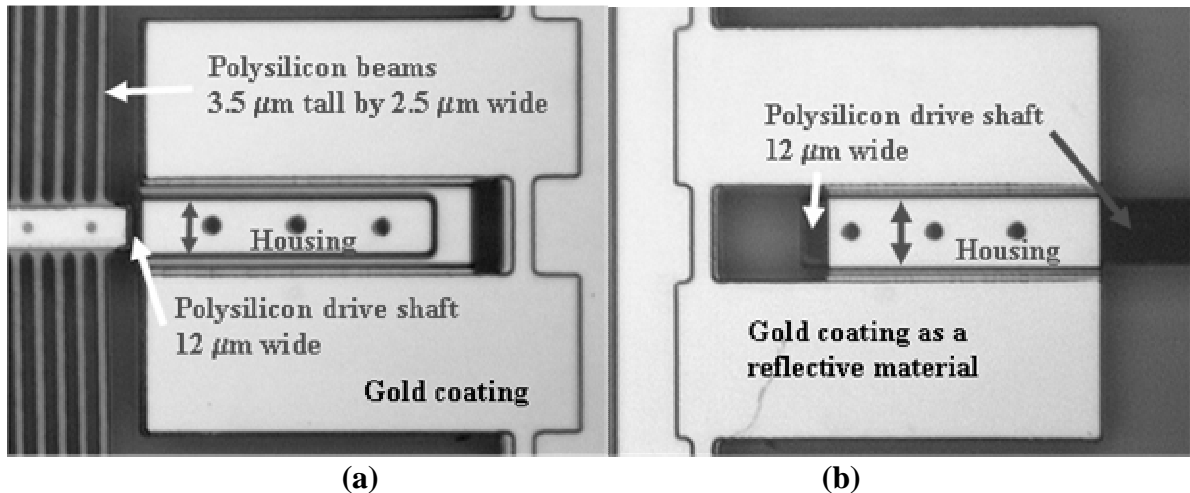 Polysilicon beams
3.5 µm tall by 2.5 µm wide
Housing
Polysilicon drive shaft
12 µm wide
Gold coating
Polysilicon drive shaft
12 µm wide
Housing
Gold coating as a
reflective material
(a)
(b)